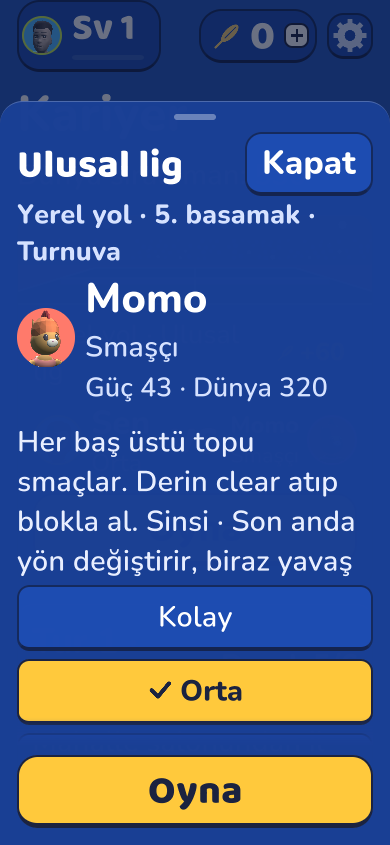 Sv 1
0
Kariyer
Ulusal lig
Kapat
Yerel yol · 5. basamak ·
Turnuva
Momo
Smaşçı
Güç 43 · Dünya 320
Her baş üstü topu
smaçlar. Derin clear atıp
blokla al. Sinsi · Son anda
yön değiştirir, biraz yavaş
Kolay
✓ Orta
Oyna